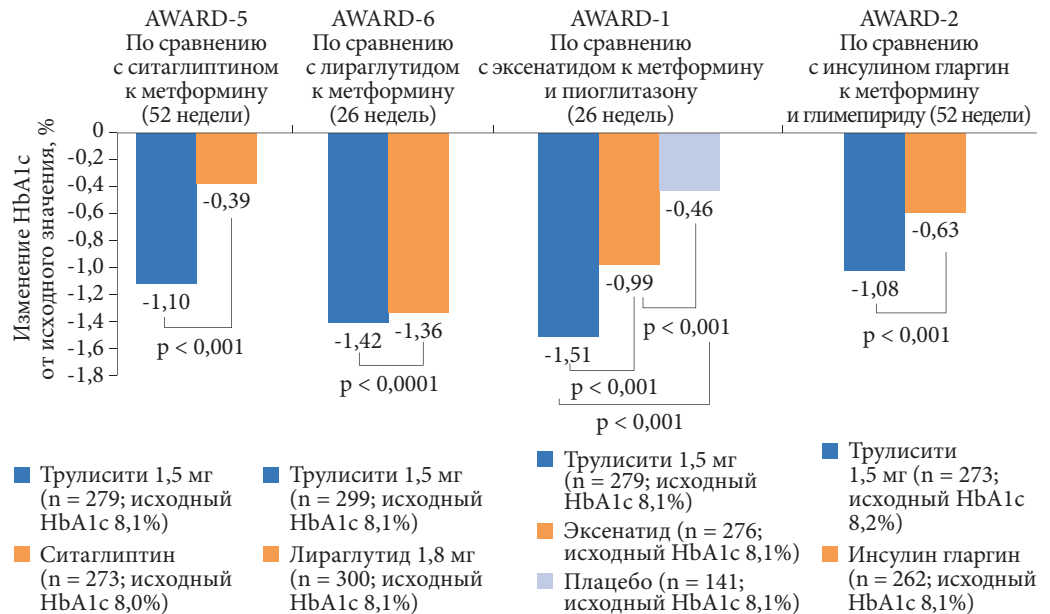 AWARD-5
По сравнению
с ситаглиптином
к метформину
(52 недели)
AWARD-6
По сравнению
с лираглутидом
к метформину
(26 недель)
AWARD-1
По сравнению
с эксенатидом к метформину
и пиоглитазону
(26 недель)
AWARD-2
По сравнению
с инсулином гларгин
к метформину
и глимепириду (52 недели)
Изменение HbA1c
от исходного значения, %
0
-0,2
-0,4
-0,6
-0,8
-1,0
-1,2
-1,4
-1,6
-1,8
-1,10
-0,39
p < 0,001
-1,42
-1,36
p < 0,0001
-1,51
-0,99
-0,46
p < 0,001
p < 0,001
p < 0,001
-1,08
-0,63
p < 0,001
Трулисити 1,5 мг
(n = 279; исходный
HbA1c 8,1%)
Ситаглиптин
(n = 273; исходный
HbA1c 8,0%)
Трулисити 1,5 мг
(n = 299; исходный
HbA1c 8,1%)
Лираглутид 1,8 мг
(n = 300; исходный
HbA1c 8,1%)
Трулисити 1,5 мг
(n = 279; исходный
HbA1c 8,1%)
Эксенатид (n = 276;
исходный HbA1c 8,1%)
Плацебо (n = 141;
исходный HbA1c 8,1%)
Трулисити
1,5 мг (n = 273;
исходный HbA1c
8,2%)
Инсулин гларгин
(n = 262; исходный
HbA1c 8,1%)